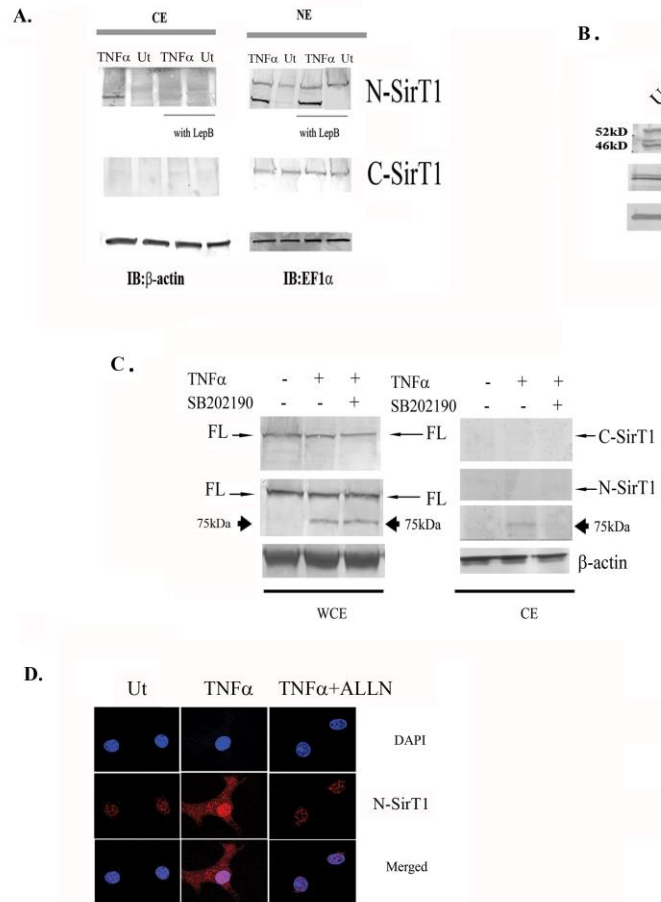 A.
CE NE
TNFα Ut TNFα Ut TNFα Ut TNFα Ut
N-SirT1
with LepB with LepB
C-SirT1
IB:β-actin IB:EF1α
B.
52kD
46kD
C.
TNFα - + + TNFα - + +
SB202190 - - + SB202190 - - +
FL FL C-SirT1
FL FL N-SirT1
75kDa 75kDa 75kDa
β-actin
WCE CE
D.
Ut TNFα TNFα+ALLN
DAPI
N-SirT1
Merged